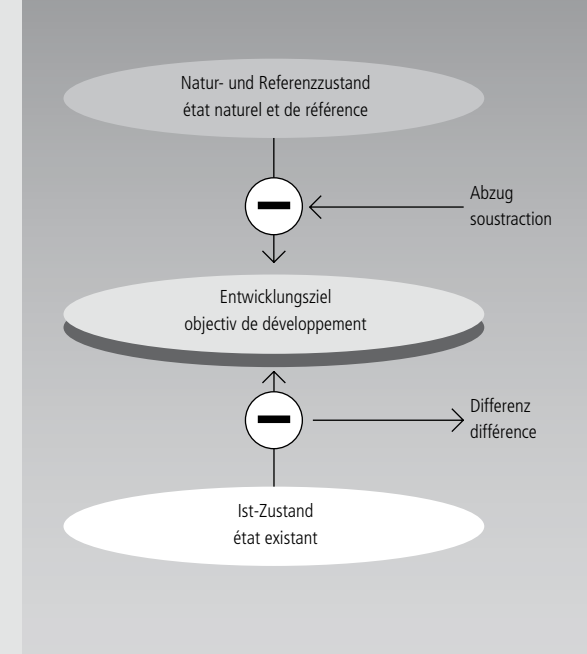 Natur- und Referenzzustand
état naturel et de référence
Abzug
soustraction
Entwicklungsziel
objectiv de développement
Differenz
différence
Ist-Zustand
état existant